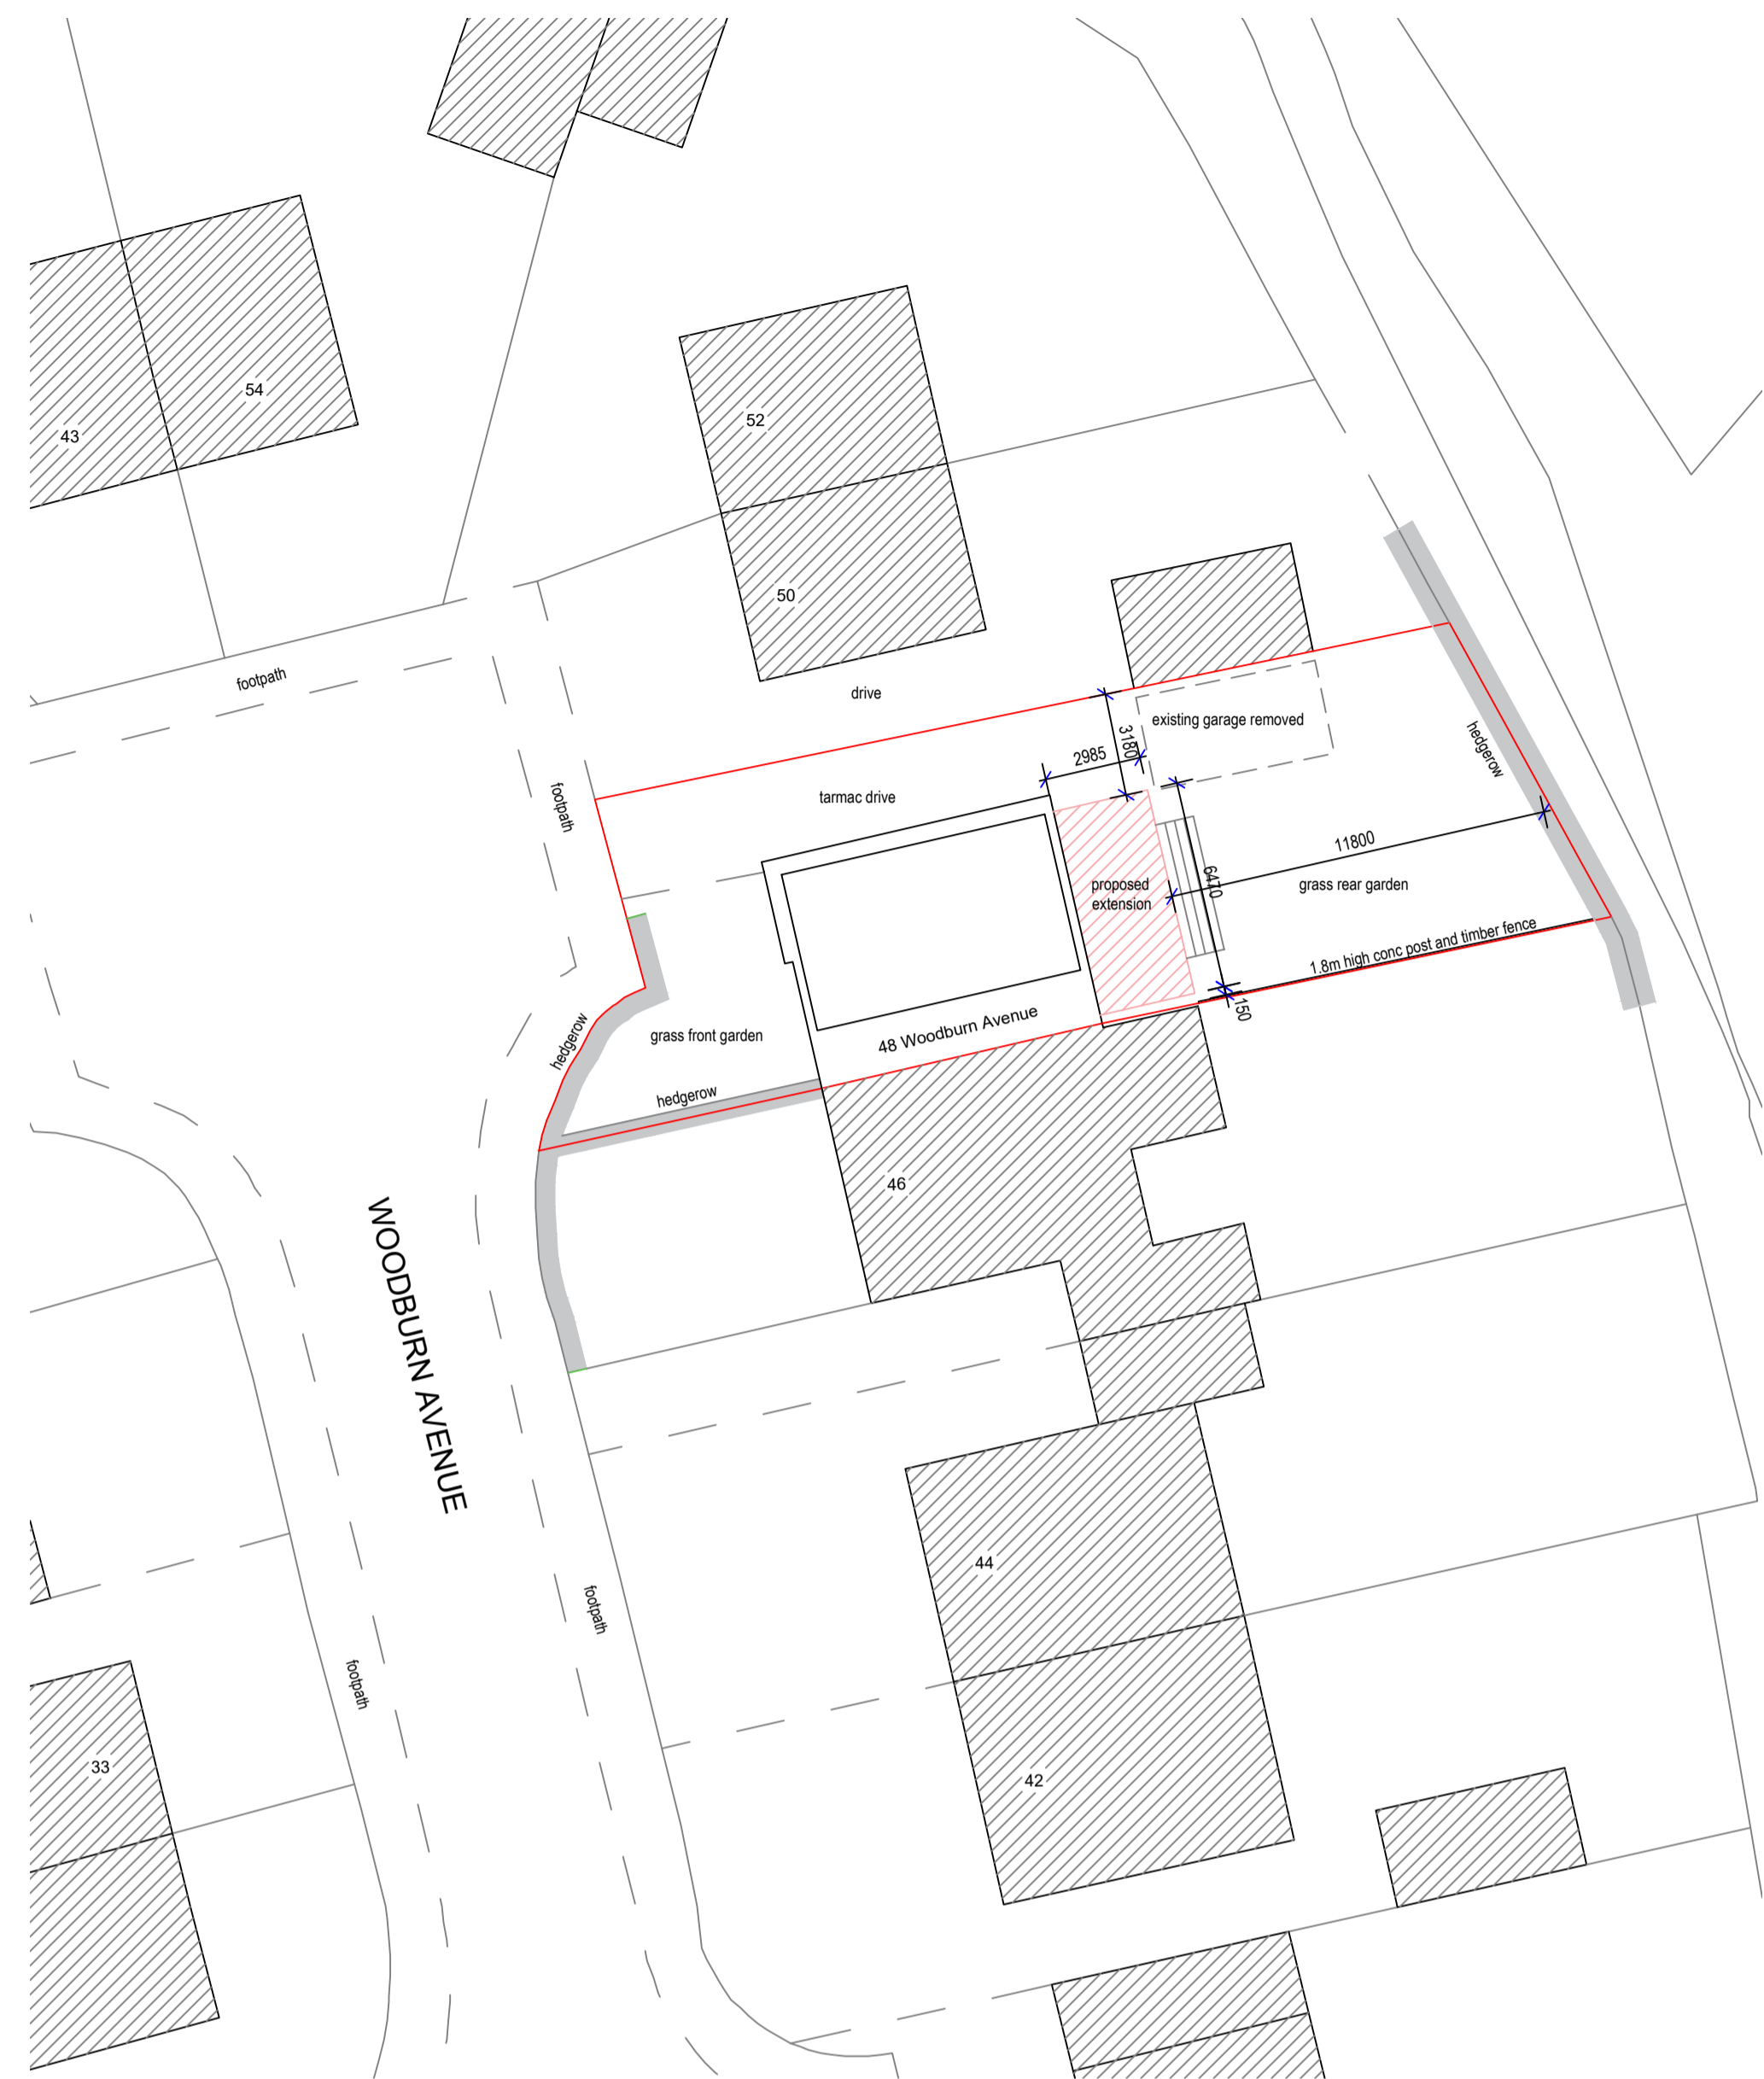 54
43
52
50
footpath
drive
existing garage removed
3180
2985
hedgerow
footpath
tarmac drive
11800
6470
proposed
extension
grass rear garden
1.8m high conc post and timber fence
150
48 Woodburn Avenue
hedgerow
grass front garden
hedgerow
46
WOODBURN AVENUE
44
footpath
footpath
33
42